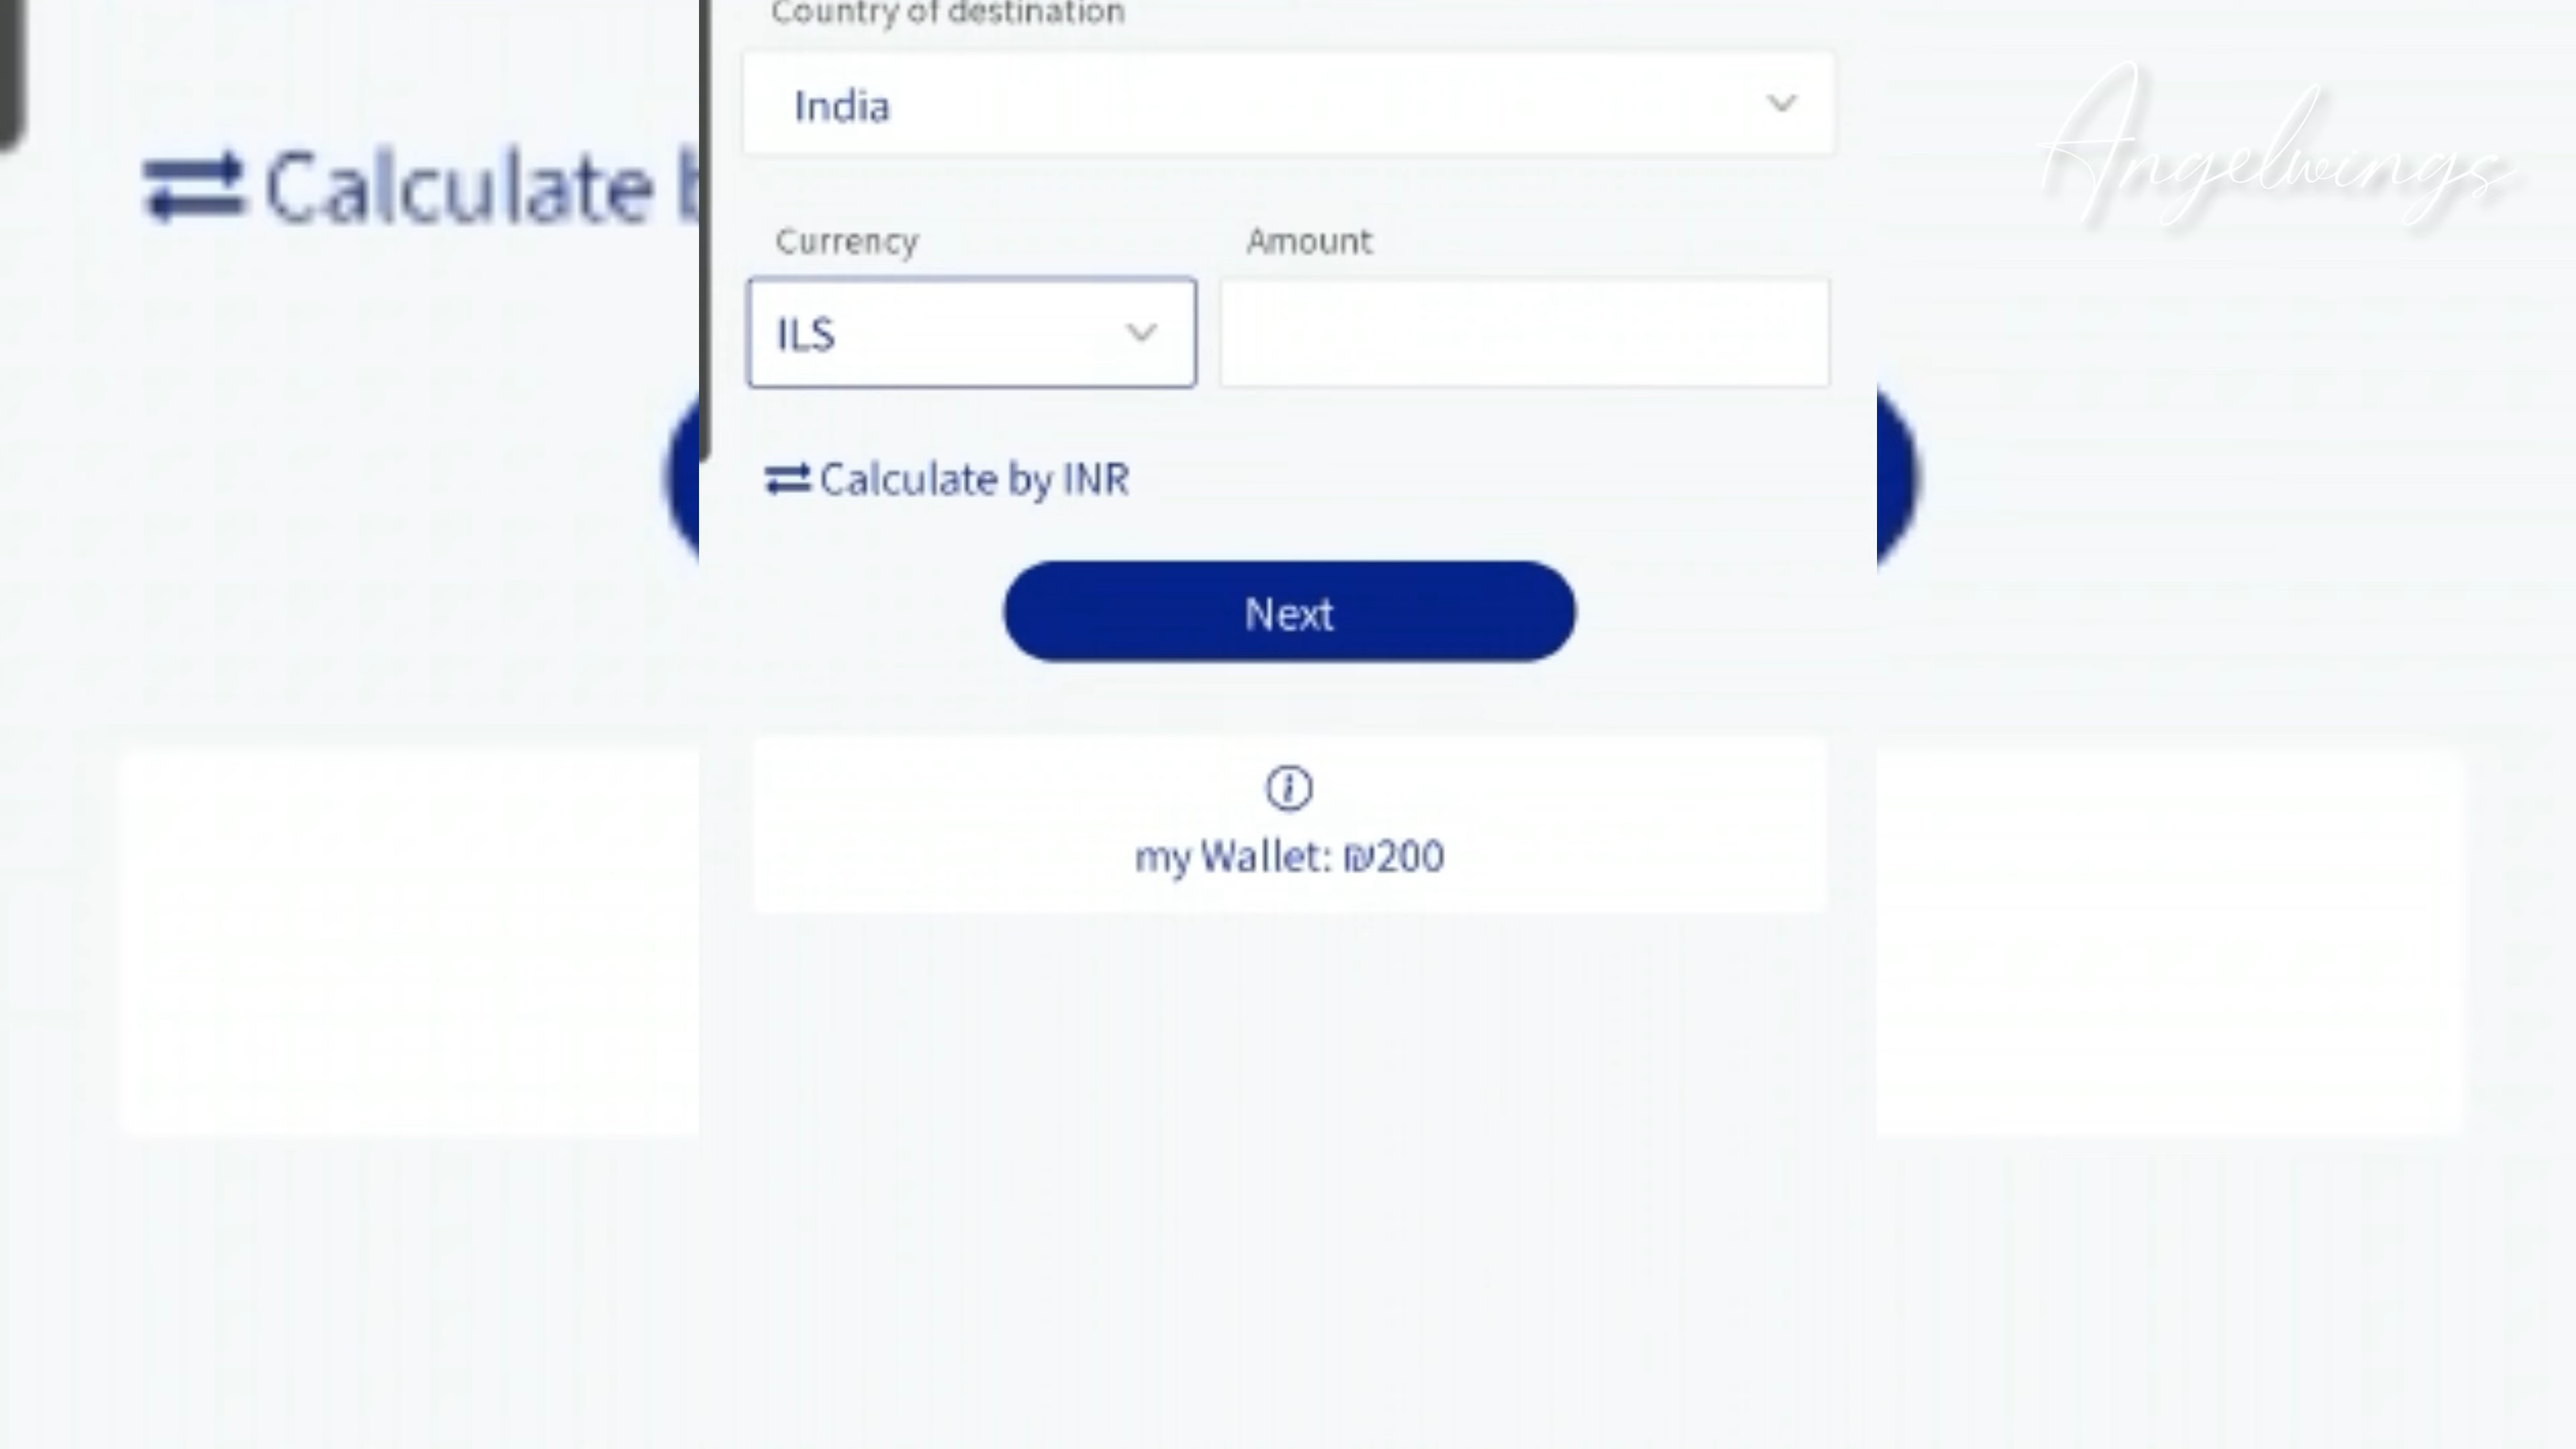 Country of destination
India
Currency
Amount
ILS
Calculate by INR
Next
my Wallet: ₪200
Calculate b
Angelwings